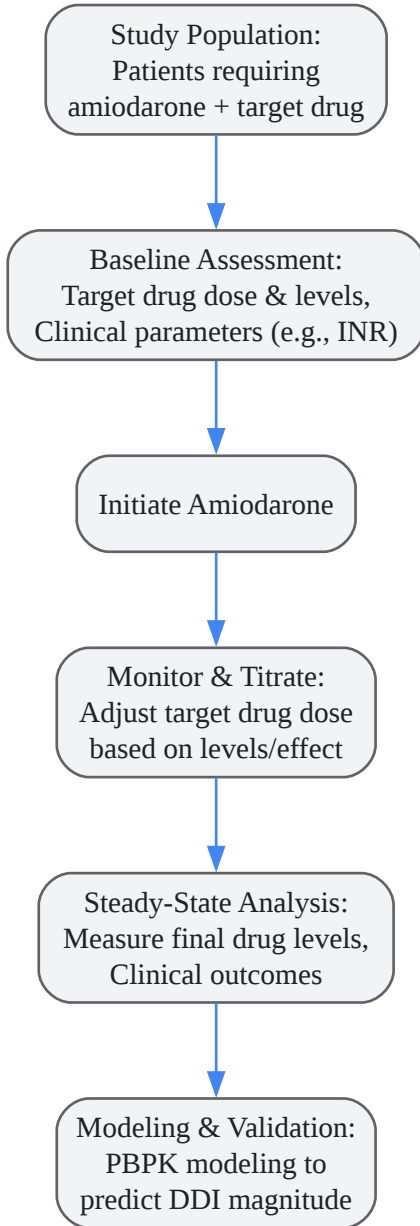 Study Population:
Patients requiring
amiodarone + target drug
Baseline Assessment:
Target drug dose & levels,
Clinical parameters (e.g., INR)
Initiate Amiodarone
Monitor & Titrate:
Adjust target drug dose
based on levels/effect
Steady-State Analysis:
Measure final drug levels,
Clinical outcomes
Modeling & Validation:
PBPK modeling to
predict DDI magnitude